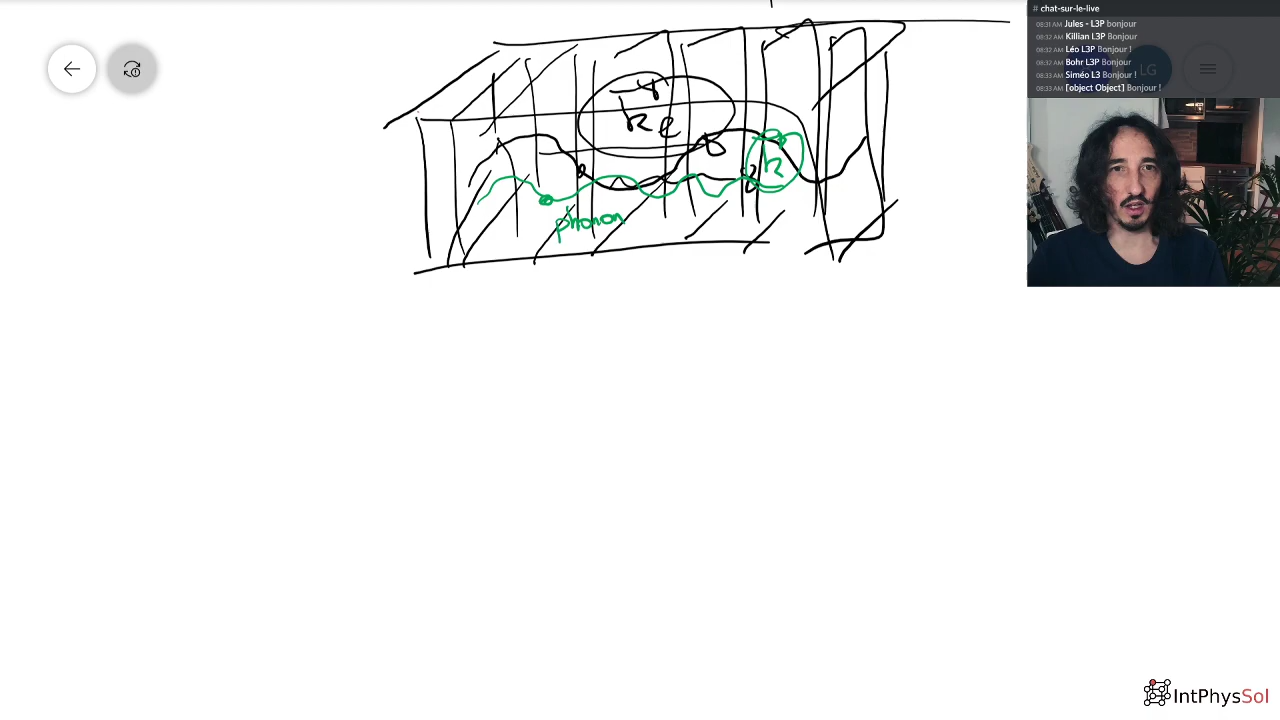 # chat-sur-le-live
09:31 AM Jules - L3P bonjour
08:32 AM Killian L3P Bonjour
08:32 AM Léo L3P Bonjour !
08:32 AM Bohr L3P Bonjour
08:33 AM Siméo L3 Bonjour !
08:33 AM [object Object] Bonjour !
LG
phonon
IntPhysSol